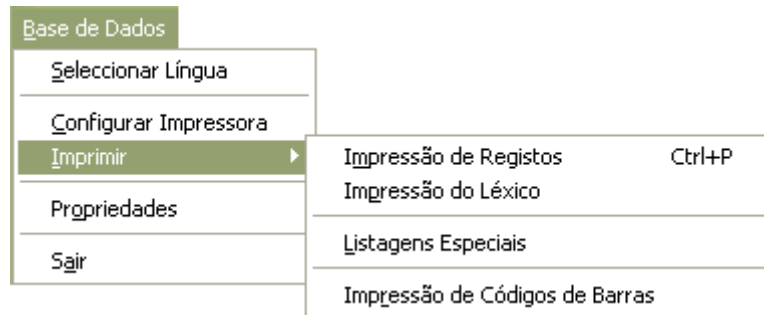 Base de Dados
Seleccionar Língua
Configurar Impressora
Imprimir
Impressão de Registos Ctrl+P
Impressão do Léxico
Propriedades
Listagens Especiais
Sair
Impressão de Códigos de Barras